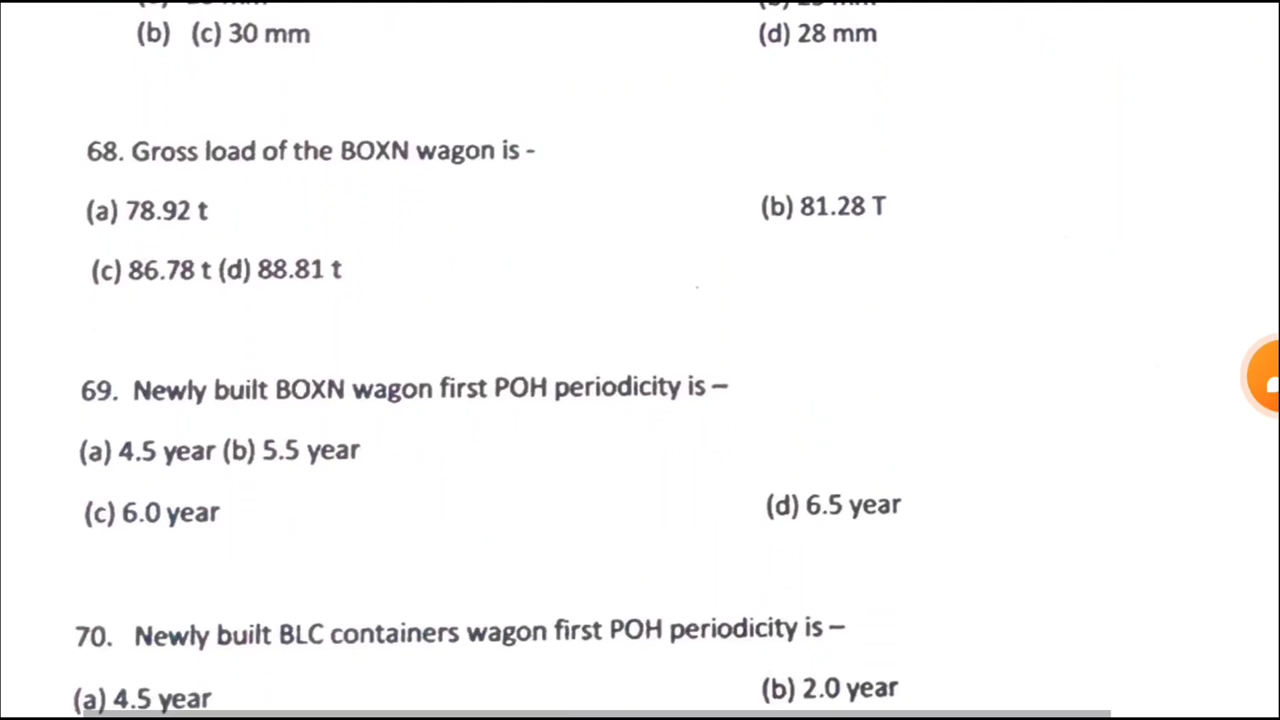 (b) (c) 30 mm (d) 28 mm
68. Gross load of the BOXN wagon is -
(a) 78.92 t (b) 81.28 T
(c) 86.78 t (d) 88.81 t
69. Newly built BOXN wagon first POH periodicity is –
(a) 4.5 year (b) 5.5 year
(c) 6.0 year (d) 6.5 year
70. Newly built BLC containers wagon first POH periodicity is –
(a) 4.5 year (b) 2.0 year